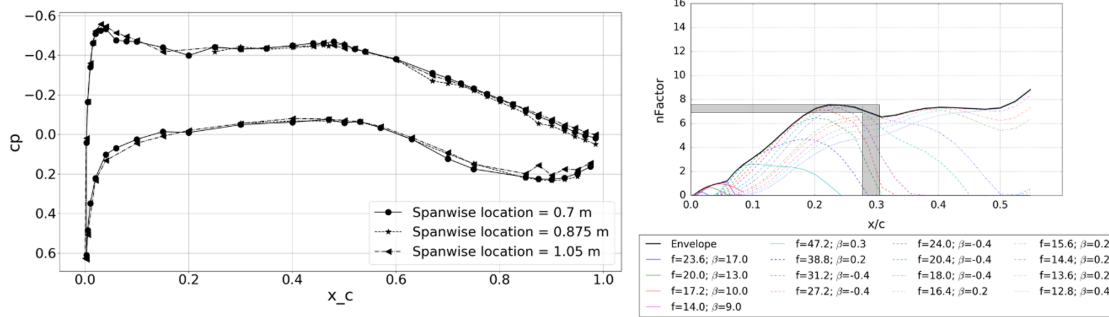 −0.6
−0.4
−0.2
0.0
0.2
0.4
0.6
cp
0.0 0.2 0.4 0.6 0.8 1.0
x_c
Spanwise location = 0.7 m
Spanwise location = 0.875 m
Spanwise location = 1.05 m
16
14
12
10
8
6
4
2
0
nFactor
0.0 0.1 0.2 0.3 0.4 0.5
x/c
Envelope
f=23.6; β=17.0
f=20.0; β=13.0
f=17.2; β=10.0
f=14.0; β=9.0
f=47.2; β=0.3
f=38.8; β=0.2
f=31.2; β=-0.4
f=27.2; β=-0.4
f=24.0; β=-0.4
f=20.4; β=-0.4
f=18.0; β=-0.4
f=16.4; β=0.2
f=15.6; β=0.2
f=14.4; β=0.2
f=13.6; β=0.2
f=12.8; β=0.4